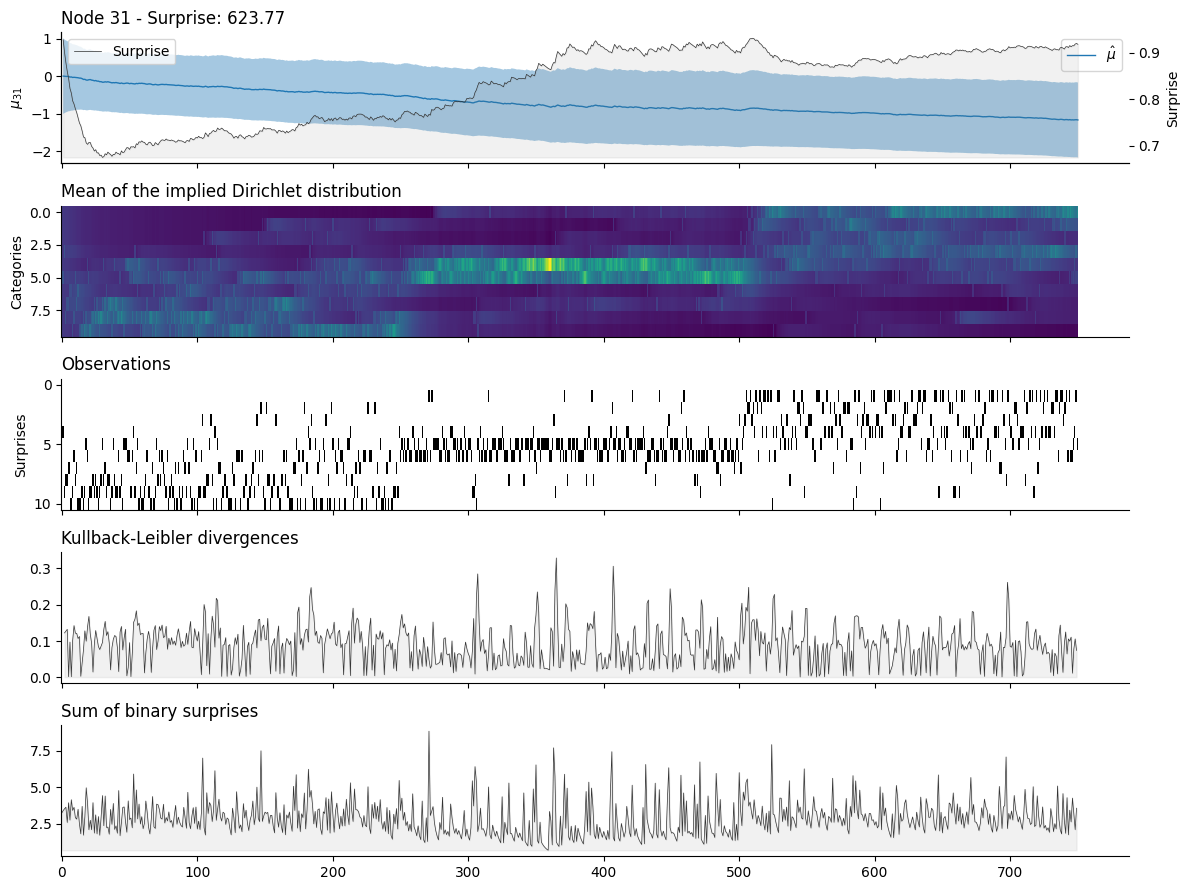 Node 31 - Surprise: 623.77
1
0
−1
−2
μ31
Surprise
μ̂
0.9
0.8
0.7
Surprise
Mean of the implied Dirichlet distribution
0.0
2.5
5.0
7.5
Categories
Observations
0
5
10
Surprises
Kullback-Leibler divergences
0.3
0.2
0.1
0.0
Sum of binary surprises
7.5
5.0
2.5
0 100 200 300 400 500 600 700